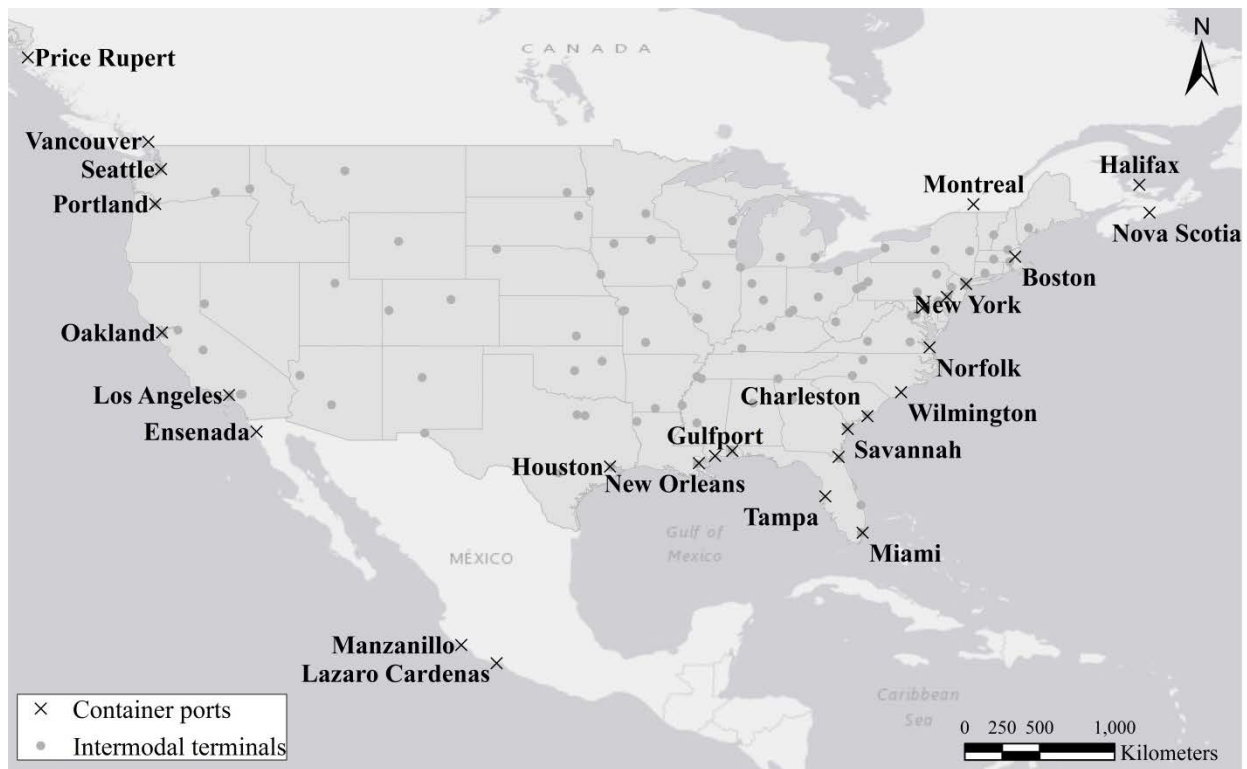 CANADA
N
Price Rupert
Vancouver
Seattle
Portland
Montreal
Halifax
Nova Scotia
Boston
New York
Oakland
Norfolk
Los Angeles
Charleston
Wilmington
Ensenada
Gulfport
Savannah
Houston
New Orleans
Tampa
Gulf of
Mexico
Miami
MÉXICO
Manzanillo
Lazaro Cardenas
Caribbean
Sea
Container ports
Intermodal terminals
0 250 500 1,000
Kilometers